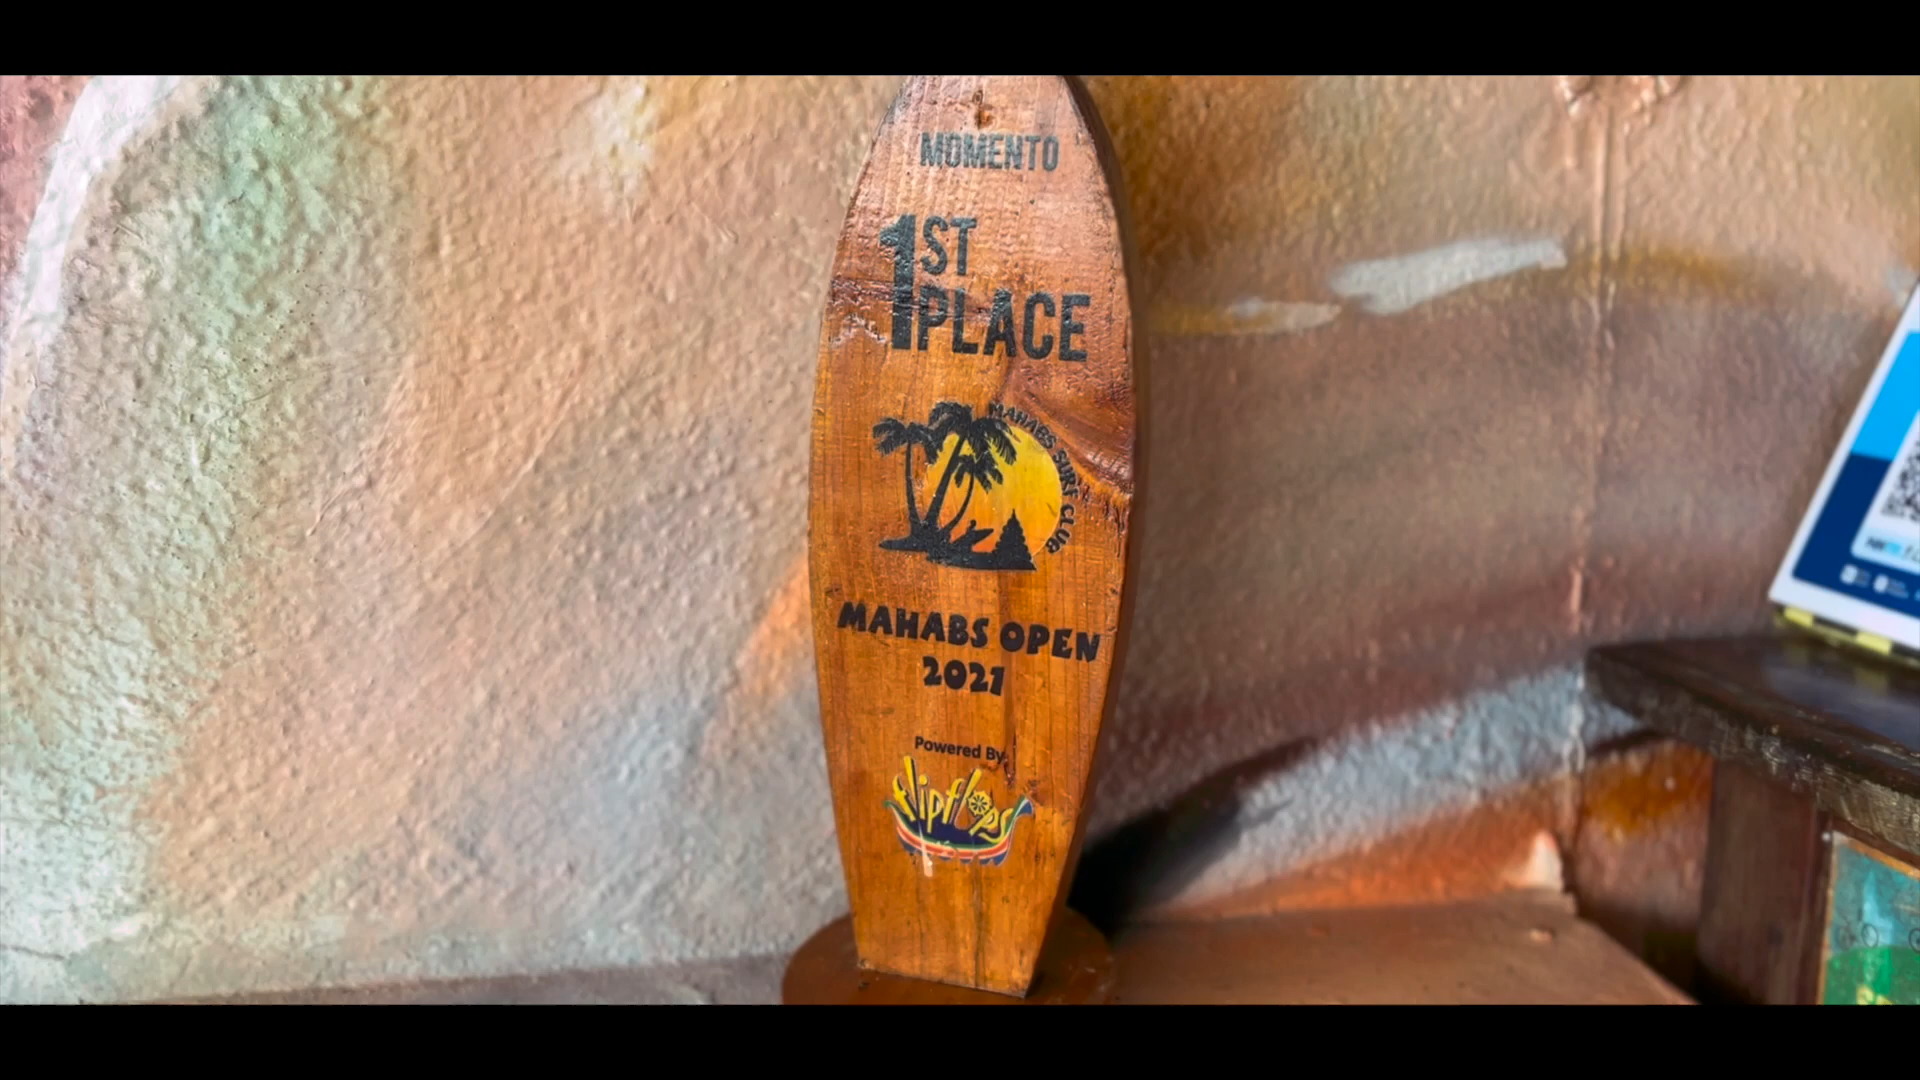 MOMENTO
1ST
PLACE
MAHABS SURF CLUB
MAHABS OPEN
2021
Powered By
flipflops